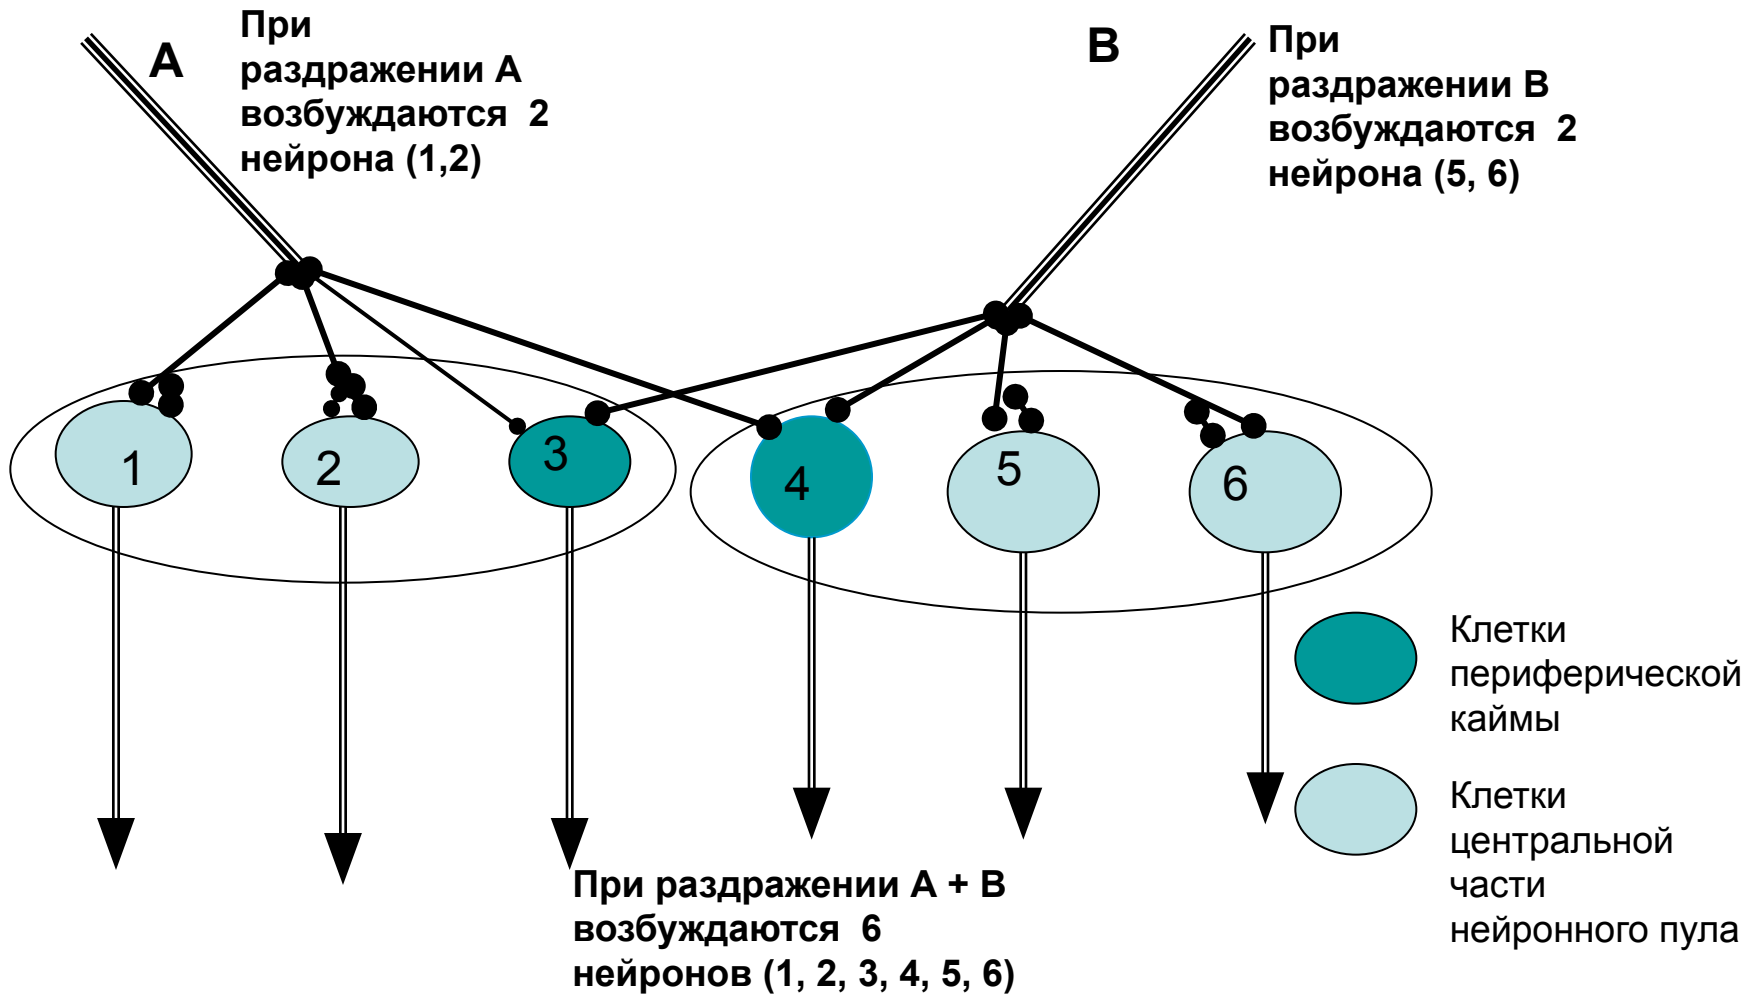 А
При
раздражении А
возбуждаются 2
нейрона (1,2)
В
При
раздражении В
возбуждаются 2
нейрона (5, 6)
1
2
3
4
5
6
Клетки
периферической
каймы
Клетки
центральной
части
нейронного пула
При раздражении А + В
возбуждаются 6
нейронов (1, 2, 3, 4, 5, 6)